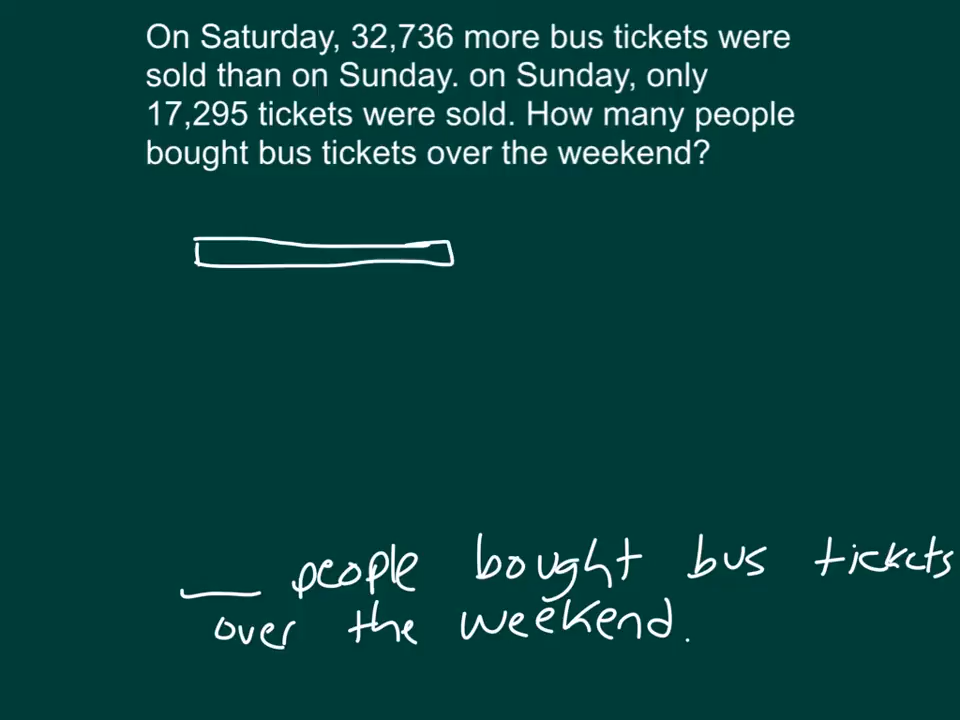 On Saturday, 32,736 more bus tickets were
sold than on Sunday. on Sunday, only
17,295 tickets were sold. How many people
bought bus tickets over the weekend?
___ people bought bus tickets
over the weekend.